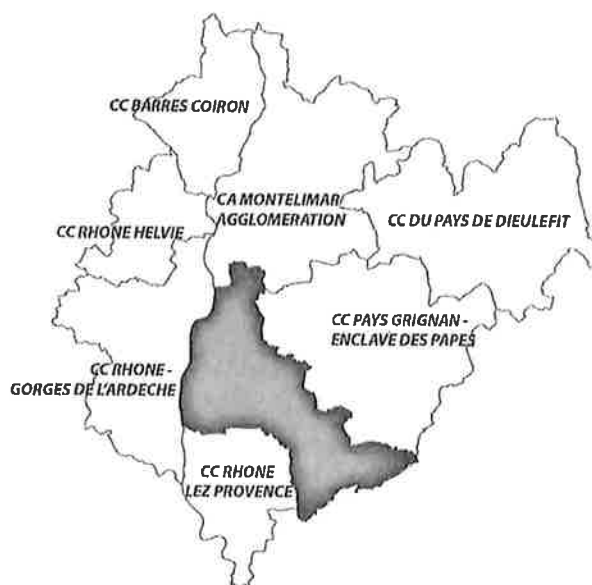 CC BARRES COIRON
CA MONTELIMAR
AGGLOMERATION
CC DU PAYS DE DIEULEFIT
CC RHONE HELVIE
CC PAYS GRIGNAN -
ENCLAVE DES PAPES
CC RHONE -
GORGES DE L'ARDECHE
CC RHONE
LEZ PROVENCE